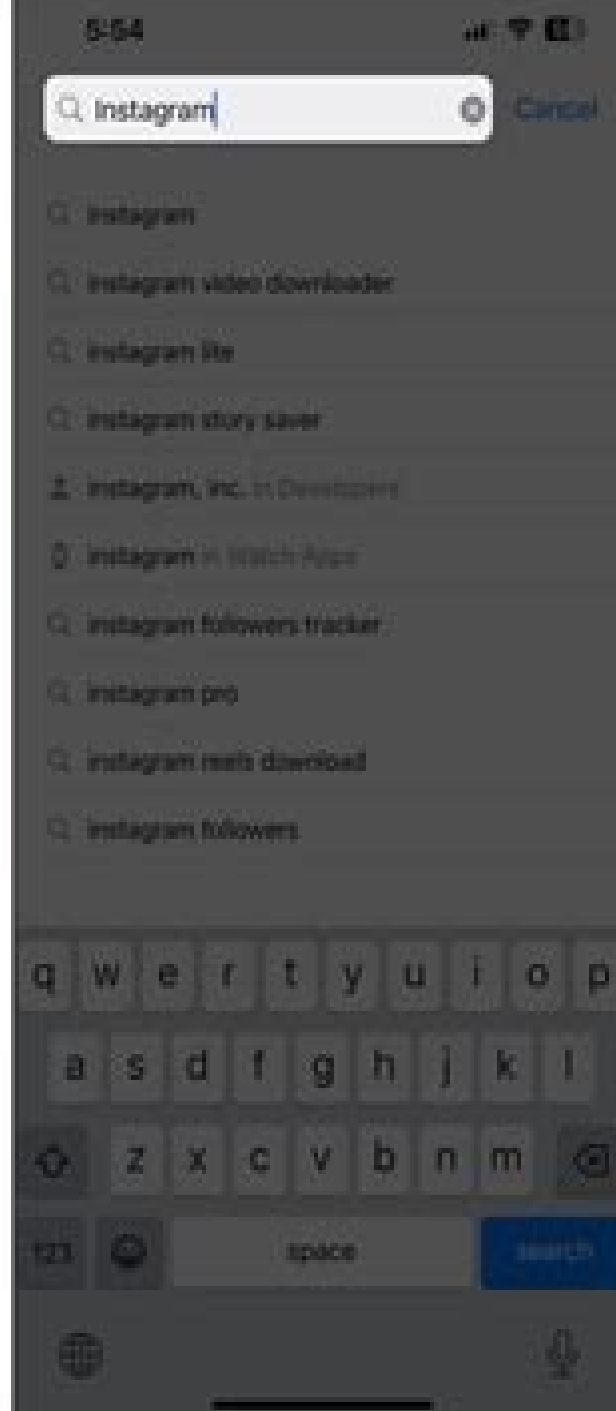 5:54
Instagram
Cancel
instagram
instagram video downloader
instagram lite
instagram story saver
instagram, inc. in Developers
instagram in Watch Apps
instagram followers tracker
instagram pro
instagram reels download
instagram followers
q w e r t y u i o p
a s d f g h j k l
z x c v b n m
123 space search